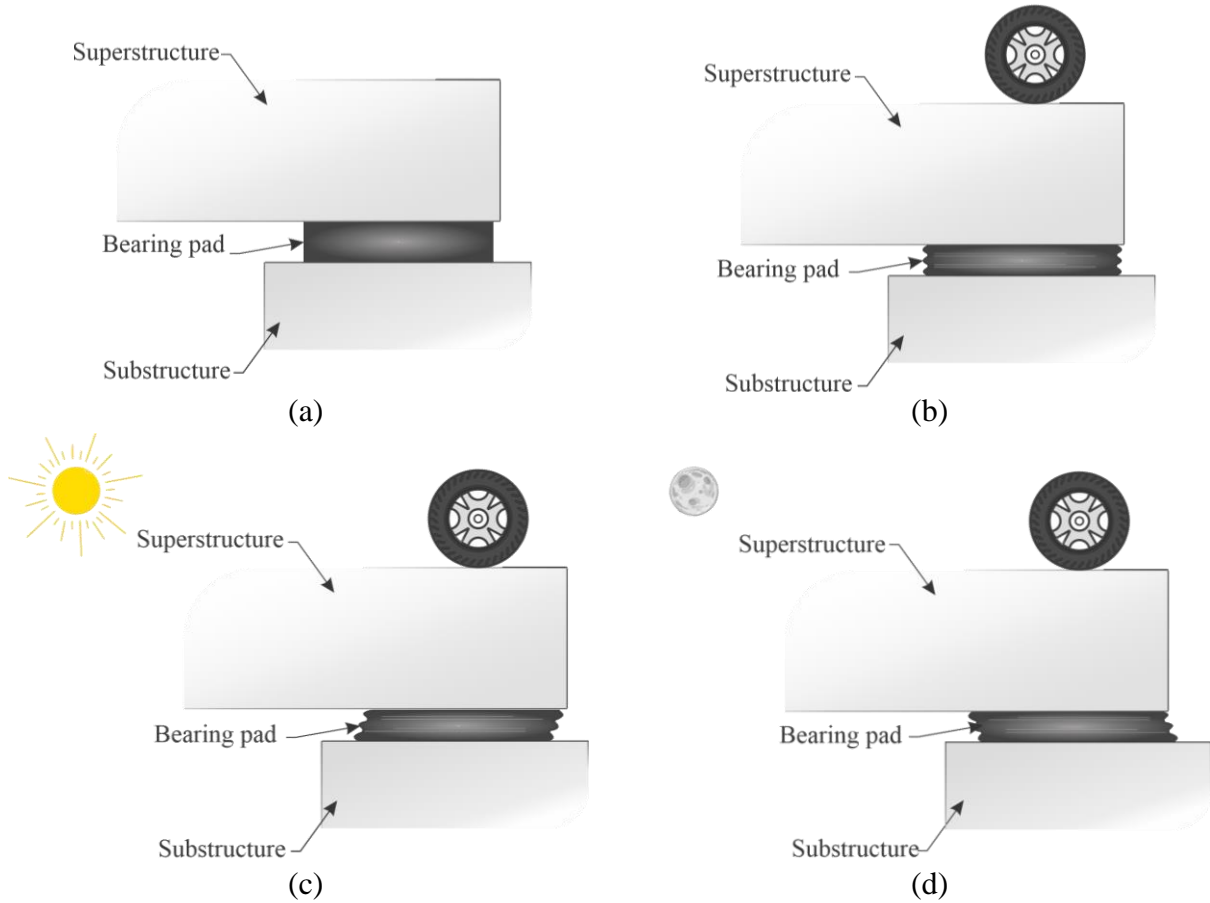 Superstructure
Bearing pad
Substructure
(a)
Superstructure
Bearing pad
Substructure
(b)
Superstructure
Bearing pad
Substructure
(c)
Superstructure
Bearing pad
Substructure
(d)